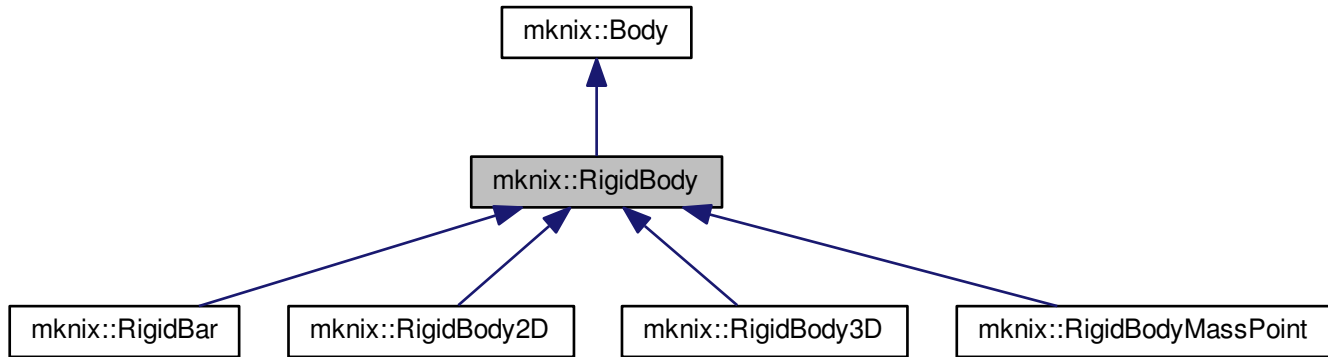 mknix::Body
mknix::RigidBody
mknix::RigidBar
mknix::RigidBody2D
mknix::RigidBody3D
mknix::RigidBodyMassPoint